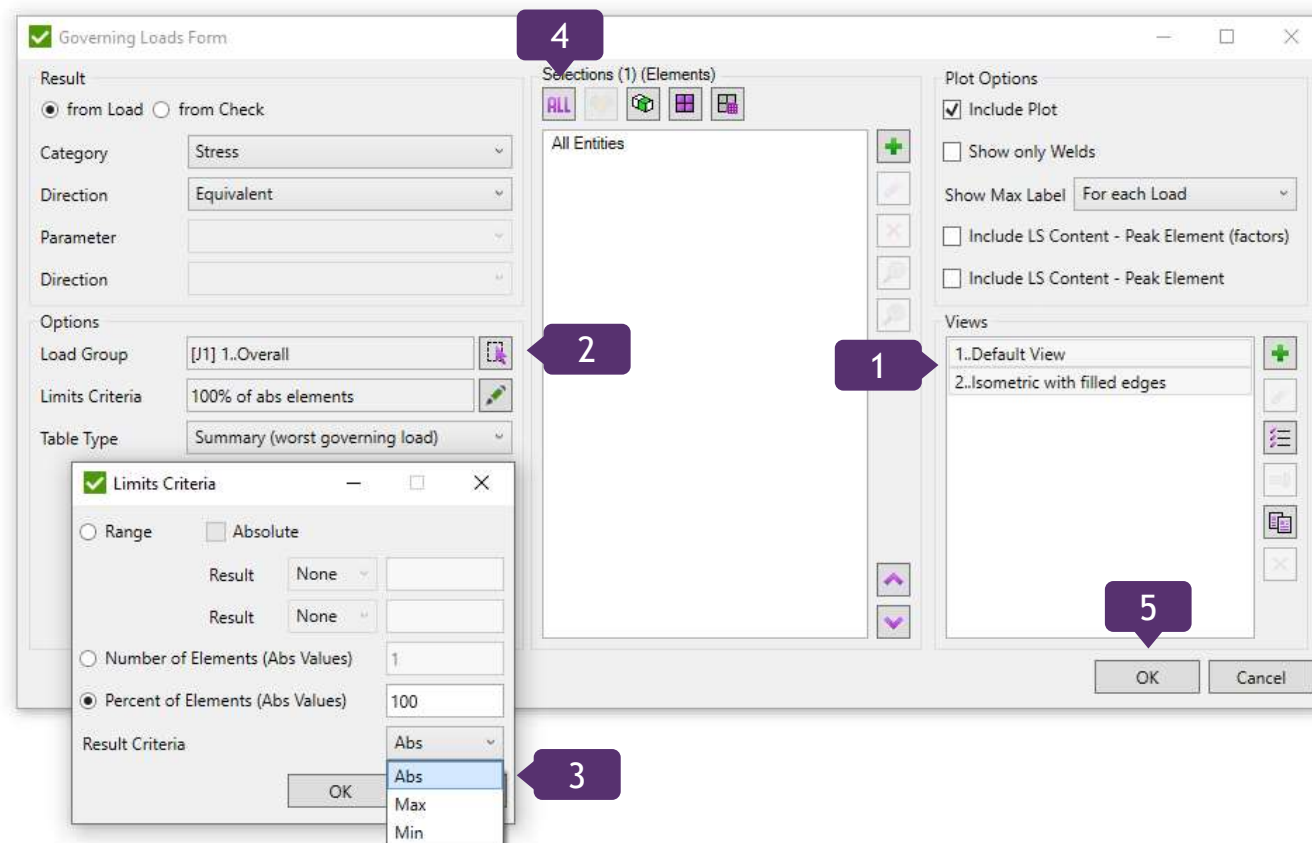 Governing Loads Form
4
Result
from Load from Check
Category Stress
Direction Equivalent
Parameter
Direction
Options
Load Group [J1] 1..Overall
2
Limits Criteria 100% of abs elements
Table Type Summary (worst governing load)
Selections (1) (Elements)
ALL
All Entities
Plot Options
Include Plot
Show only Welds
Show Max Label For each Load
Include LS Content - Peak Element (factors)
Include LS Content - Peak Element
Views
1
1..Default View
2..Isometric with filled edges
5
OK Cancel
Limits Criteria
Range Absolute
Result None
Result None
Number of Elements (Abs Values) 1
Percent of Elements (Abs Values) 100
Result Criteria Abs
OK
Abs
Max
Min
3